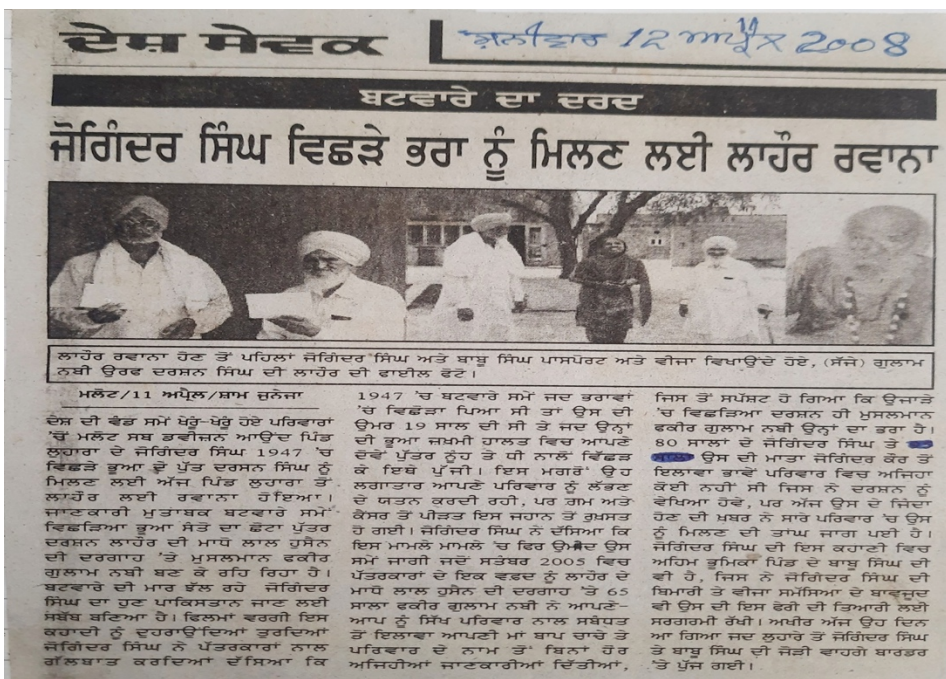 ਦੇਸ਼ ਸੇਵਕ
ਸ਼ਨੀਵਾਰ 12 ਅਪ੍ਰੈਲ 2008
ਬਟਵਾਰੇ ਦਾ ਦਰਦ
ਜੋਗਿੰਦਰ ਸਿੰਘ ਵਿਛੜੇ ਭਰਾ ਨੂੰ ਮਿਲਣ ਲਈ ਲਾਹੌਰ ਰਵਾਨਾ
ਲਾਹੌਰ ਰਵਾਨਾ ਹੋਣ ਤੋਂ ਪਹਿਲਾਂ ਜੋਗਿੰਦਰ ਸਿੰਘ ਅਤੇ ਬਾਬੂ ਸਿੰਘ ਪਾਸਪੋਰਟ ਅਤੇ ਵੀਜਾ ਵਿਖਾਉਂਦੇ ਹੋਏ, (ਸੱਜੇ) ਗੁਲਾਮ
ਨਬੀ ਉਰਫ ਦਰਸ਼ਨ ਸਿੰਘ ਦੀ ਲਾਹੌਰ ਦੀ ਫਾਈਲ ਫੋਟੋ।
ਮਲੋਟ/11 ਅਪ੍ਰੈਲ/ਸ਼ਾਮ ਜੁਨੇਜਾ
ਦੇਸ਼ ਦੀ ਵੰਡ ਸਮੇਂ ਖੇਰੂ-ਖੇਰੂ ਹੋਏ ਪਰਿਵਾਰਾਂ
'ਚੋਂ ਮਲੋਟ ਸਬ ਡਵੀਜ਼ਨ ਆਉਂਦ ਪਿੰਡ
ਲੁਹਾਰਾ ਦੇ ਜੋਗਿੰਦਰ ਸਿੰਘ 1947 'ਚ
ਵਿਛੜੇ ਭੂਆ ਦੇ ਪੁੱਤ ਦਰਸਨ ਸਿੰਘ ਨੂੰ
ਮਿਲਣ ਲਈ ਅੱਜ ਪਿੰਡ ਲੁਹਾਰਾ ਤੋਂ
ਲਾਹੌਰ ਲਈ ਰਵਾਨਾ ਹੋਇਆ।
ਜਾਣਕਾਰੀ ਮੁਤਾਬਕ ਬਟਵਾਰੇ ਸਮੇਂ
ਵਿਛੜਿਆ ਭੂਆ ਸੰਤੋ ਦਾ ਛੋਟਾ ਪੁੱਤਰ
ਦਰਸ਼ਨ ਲਾਹੌਰ ਦੀ ਮਾਧੋ ਲਾਲ ਹੁਸੈਨ
ਦੀ ਦਰਗਾਹ 'ਤੇ ਮੁਸਲਮਾਨ ਫਕੀਰ
ਗੁਲਾਮ ਨਬੀ ਬਣ ਕੇ ਰਹਿ ਰਿਹਾ ਹੈ।
ਬਟਵਾਰੇ ਦੀ ਮਾਰ ਝੱਲ ਰਹੇ ਜੋਗਿੰਦਰ
ਸਿੰਘ ਦਾ ਹੁਣ ਪਾਕਿਸਤਾਨ ਜਾਣ ਲਈ
ਸਬੱਬ ਬਣਿਆ ਹੈ। ਫਿਲਮਾਂ ਵਰਗੀ ਇਸ
ਕਹਾਦੀ ਨੂੰ ਦੁਹਰਾਉਂਦਿਆਂ ਤੁਰਦਿਆਂ
ਜੋਗਿੰਦਰ ਸਿੰਘ ਨੇ ਪੱਤਰਕਾਰਾਂ ਨਾਲ
ਗੱਲਬਾਤ ਕਰਦਿਆਂ ਦੱਸਿਆ ਕਿ
1947 'ਚ ਬਟਵਾਰੇ ਸਮੇਂ ਜਦ ਭਰਾਵਾਂ
'ਚ ਵਿਛੋੜਾ ਪਿਆ ਸੀ ਤਾਂ ਉਸ ਦੀ
ਉਮਰ 19 ਸਾਲ ਦੀ ਸੀ ਤੇ ਜਦ ਉਨ੍ਹਾਂ
ਦੀ ਭੂਆ ਜ਼ਖਮੀ ਹਾਲਤ ਵਿਚ ਆਪਣੇ
ਦੋਵੇਂ ਪੁੱਤਰ ਨੂੰਹ ਤੇ ਧੀ ਨਾਲੋਂ ਵਿੱਛੜ
ਕੇ ਇਥੇ ਪੁੱਜੀ। ਇਸ ਮਗਰੋਂ ਉਹ
ਲਗਾਤਾਰ ਆਪਣੇ ਪਰਿਵਾਰ ਨੂੰ ਲੱਭਣ
ਦੇ ਯਤਨ ਕਰਦੀ ਰਹੀ, ਪਰ ਗਮ ਅਤੇ
ਕੈਂਸਰ ਤੋਂ ਪੀੜਤ ਇਸ ਜਹਾਨ ਤੋਂ ਰੁਖਸਤ
ਹੋ ਗਈ। ਜੋਗਿੰਦਰ ਸਿੰਘ ਨੇ ਦੱਸਿਆ ਕਿ
ਇਸ ਮਾਮਲੇ ਮਾਮਲੇ 'ਚ ਫਿਰ ਉਮੀਦ ਉਸ
ਸਮੇਂ ਜਾਗੀ ਜਦੋਂ ਸਤੰਬਰ 2005 ਵਿਚ
ਪੱਤਰਕਾਰਾਂ ਦੇ ਇਕ ਵਫ਼ਦ ਨੂੰ ਲਾਹੌਰ ਦੇ
ਮਾਧੋ ਲਾਲ ਹੁਸੈਨ ਦੀ ਦਰਗਾਹ 'ਤੇ 65
ਸਾਲਾ ਫਕੀਰ ਗੁਲਾਮ ਨਬੀ ਨੇ ਆਪਣੇ-
ਆਪ ਨੂੰ ਸਿੱਖ ਪਰਿਵਾਰ ਨਾਲ ਸਬੰਧਤ
ਤੋਂ ਇਲਾਵਾ ਆਪਣੀ ਮਾਂ ਬਾਪ ਚਾਚੇ ਤੇ
ਪਰਿਵਾਰ ਦੇ ਨਾਮ ਤੋਂ ਬਿਨਾਂ ਹੋਰ
ਅਜਿਹੀਆਂ ਜਾਣਕਾਰੀਆਂ ਦਿੱਤੀਆਂ,
ਜਿਸ ਤੋਂ ਸਪੱਸ਼ਟ ਹੋ ਗਿਆ ਕਿ ਉਜਾੜੇ
'ਚ ਵਿਛੜਿਆ ਦਰਸ਼ਨ ਹੀ ਮੁਸਲਮਾਨ
ਫਕੀਰ ਗੁਲਾਮ ਨਬੀ ਉਨ੍ਹਾਂ ਦਾ ਭਰਾ ਹੈ।
80 ਸਾਲਾਂ ਦੇ ਜੋਗਿੰਦਰ ਸਿੰਘ ਤੇ
ਉਸ ਦੀ ਮਾਤਾ ਜੋਗਿੰਦਰ ਕੌਰ ਤੋਂ
ਇਲਾਵਾ ਭਾਵੇਂ ਪਰਿਵਾਰ ਵਿਚ ਅਜਿਹਾ
ਕੋਈ ਨਹੀਂ ਸੀ ਜਿਸ ਨੇ ਦਰਸ਼ਨ ਨੂੰ
ਵੇਖਿਆ ਹੋਵੇ, ਪਰ ਅੱਜ ਉਸ ਦੇ ਜਿੰਦਾ
ਹੋਣ ਦੀ ਖ਼ਬਰ ਨੇ ਸਾਰੇ ਪਰਿਵਾਰ 'ਚ ਉਸ
ਨੂੰ ਮਿਲਣ ਦੀ ਤਾਂਘ ਜਾਗ ਪਈ ਹੈ।
ਜੋਗਿੰਦਰ ਸਿੰਘ ਦੀ ਇਸ ਕਹਾਣੀ ਵਿਚ
ਅਹਿਮ ਭੂਮਿਕਾ ਪਿੰਡ ਦੇ ਬਾਬੂ ਸਿੰਘ ਦੀ
ਵੀ ਹੈ, ਜਿਸ ਨੇ ਜੋਗਿੰਦਰ ਸਿੰਘ ਦੀ
ਬਿਮਾਰੀ ਤੇ ਵੀਜਾ ਸਮੱਸਿਆ ਦੇ ਬਾਵਜੂਦ
ਵੀ ਉਸ ਦੀ ਇਸ ਫੇਰੀ ਦੀ ਤਿਆਰੀ ਲਈ
ਸਰਗਰਮੀ ਰੱਖੀ। ਅਖੀਰ ਅੱਜ ਉਹ ਦਿਨ
ਆ ਗਿਆ ਜਦ ਲੁਹਾਰੇ ਤੋਂ ਜੋਗਿੰਦਰ ਸਿੰਘ
ਤੇ ਬਾਬੂ ਸਿੰਘ ਦੀ ਜੋੜੀ ਵਾਹਗੇ ਬਾਰਡਰ
'ਤੇ ਪੁੱਜ ਗਈ।